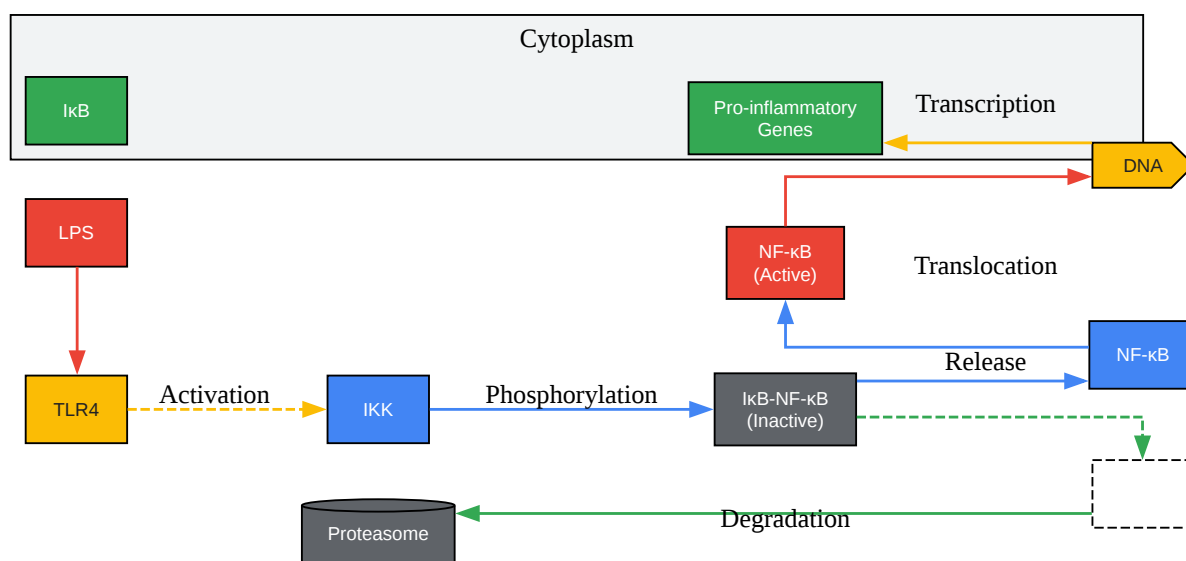 Cytoplasm
IκB
Pro-inflammatory
Genes
Transcription
DNA
LPS
NF-κB
(Active)
Translocation
NF-κB
Release
TLR4
Activation
IKK
Phosphorylation
IκB-NF-κB
(Inactive)
Proteasome
Degradation